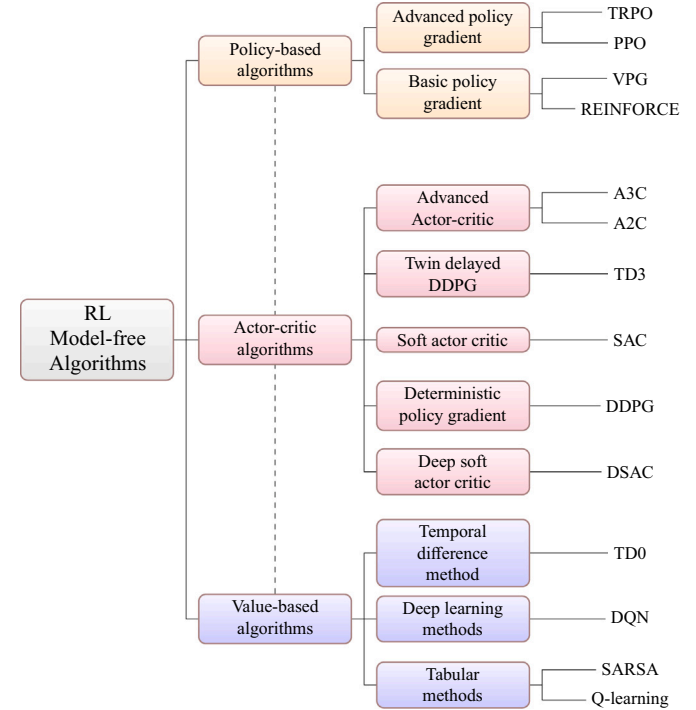 RL
Model-free
Algorithms
Policy-based
algorithms
Advanced policy
gradient
TRPO
PPO
Basic policy
gradient
VPG
REINFORCE
Actor-critic
algorithms
Advanced
Actor-critic
A3C
A2C
Twin delayed
DDPG
TD3
Soft actor critic
SAC
Deterministic
policy gradient
DDPG
Deep soft
actor critic
DSAC
Value-based
algorithms
Temporal
difference
method
TD0
Deep learning
methods
DQN
Tabular
methods
SARSA
Q-learning